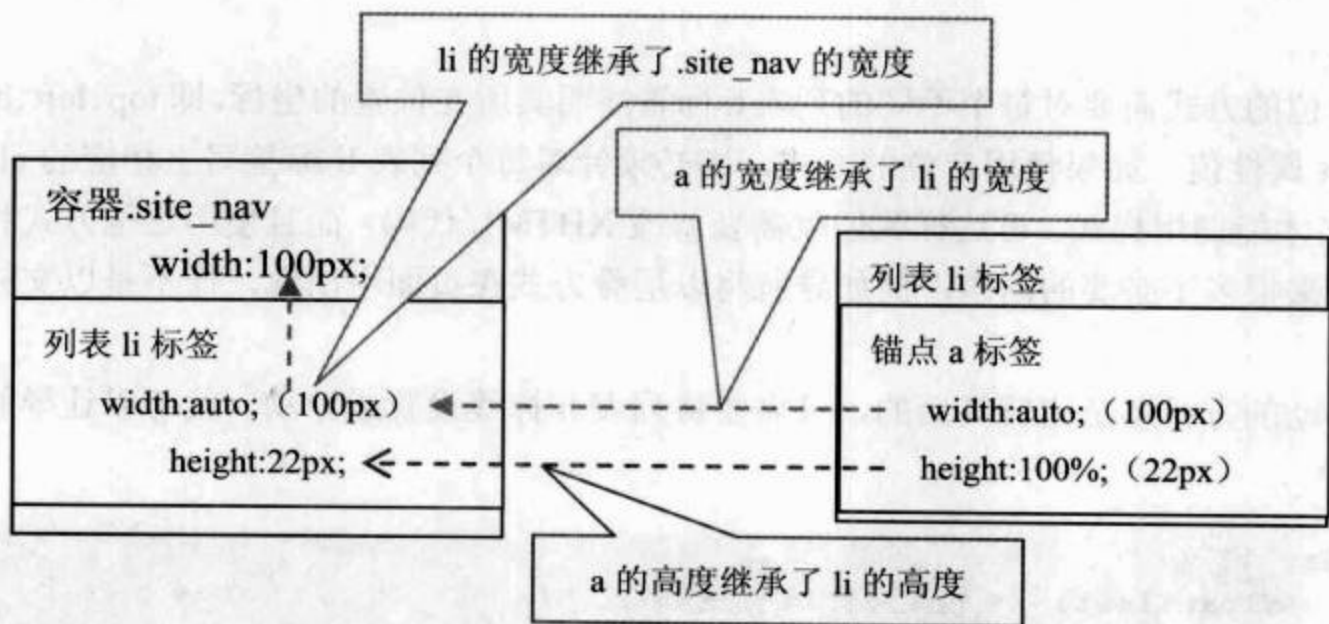 li 的宽度继承了.site_nav 的宽度
a 的宽度继承了 li 的宽度
容器.site_nav
width:100px;
列表 li 标签
width:auto;（100px）
height:22px;
列表 li 标签
锚点 a 标签
width:auto;（100px）
height:100%;（22px）
a 的高度继承了 li 的高度